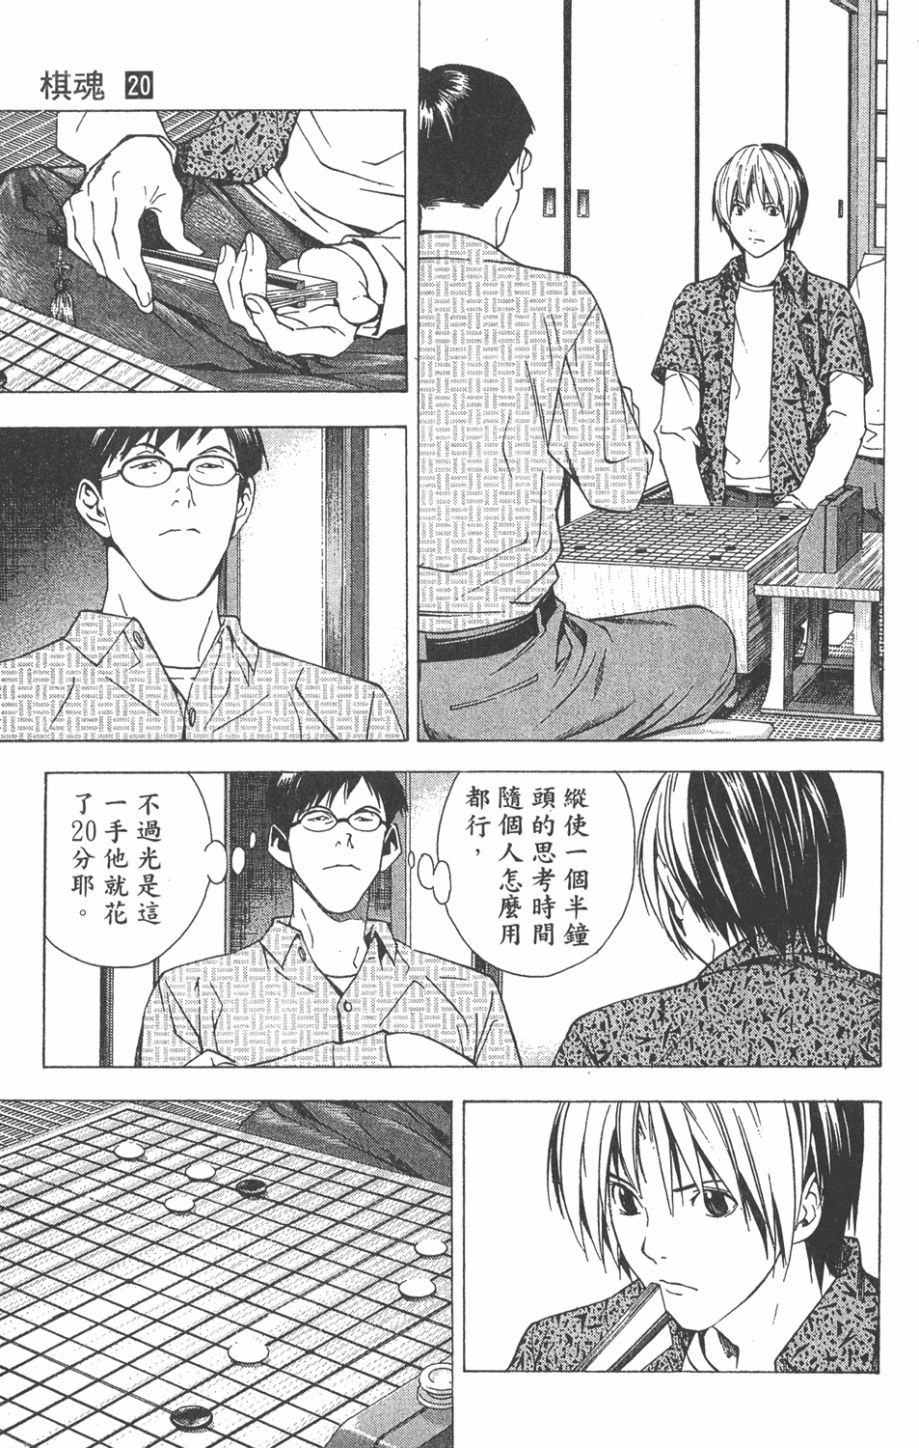 棋魂 20
縱使一個半鐘
頭的思考時間
隨個人怎麼用
都行，
不過光是這
一手他就花
了20分耶。